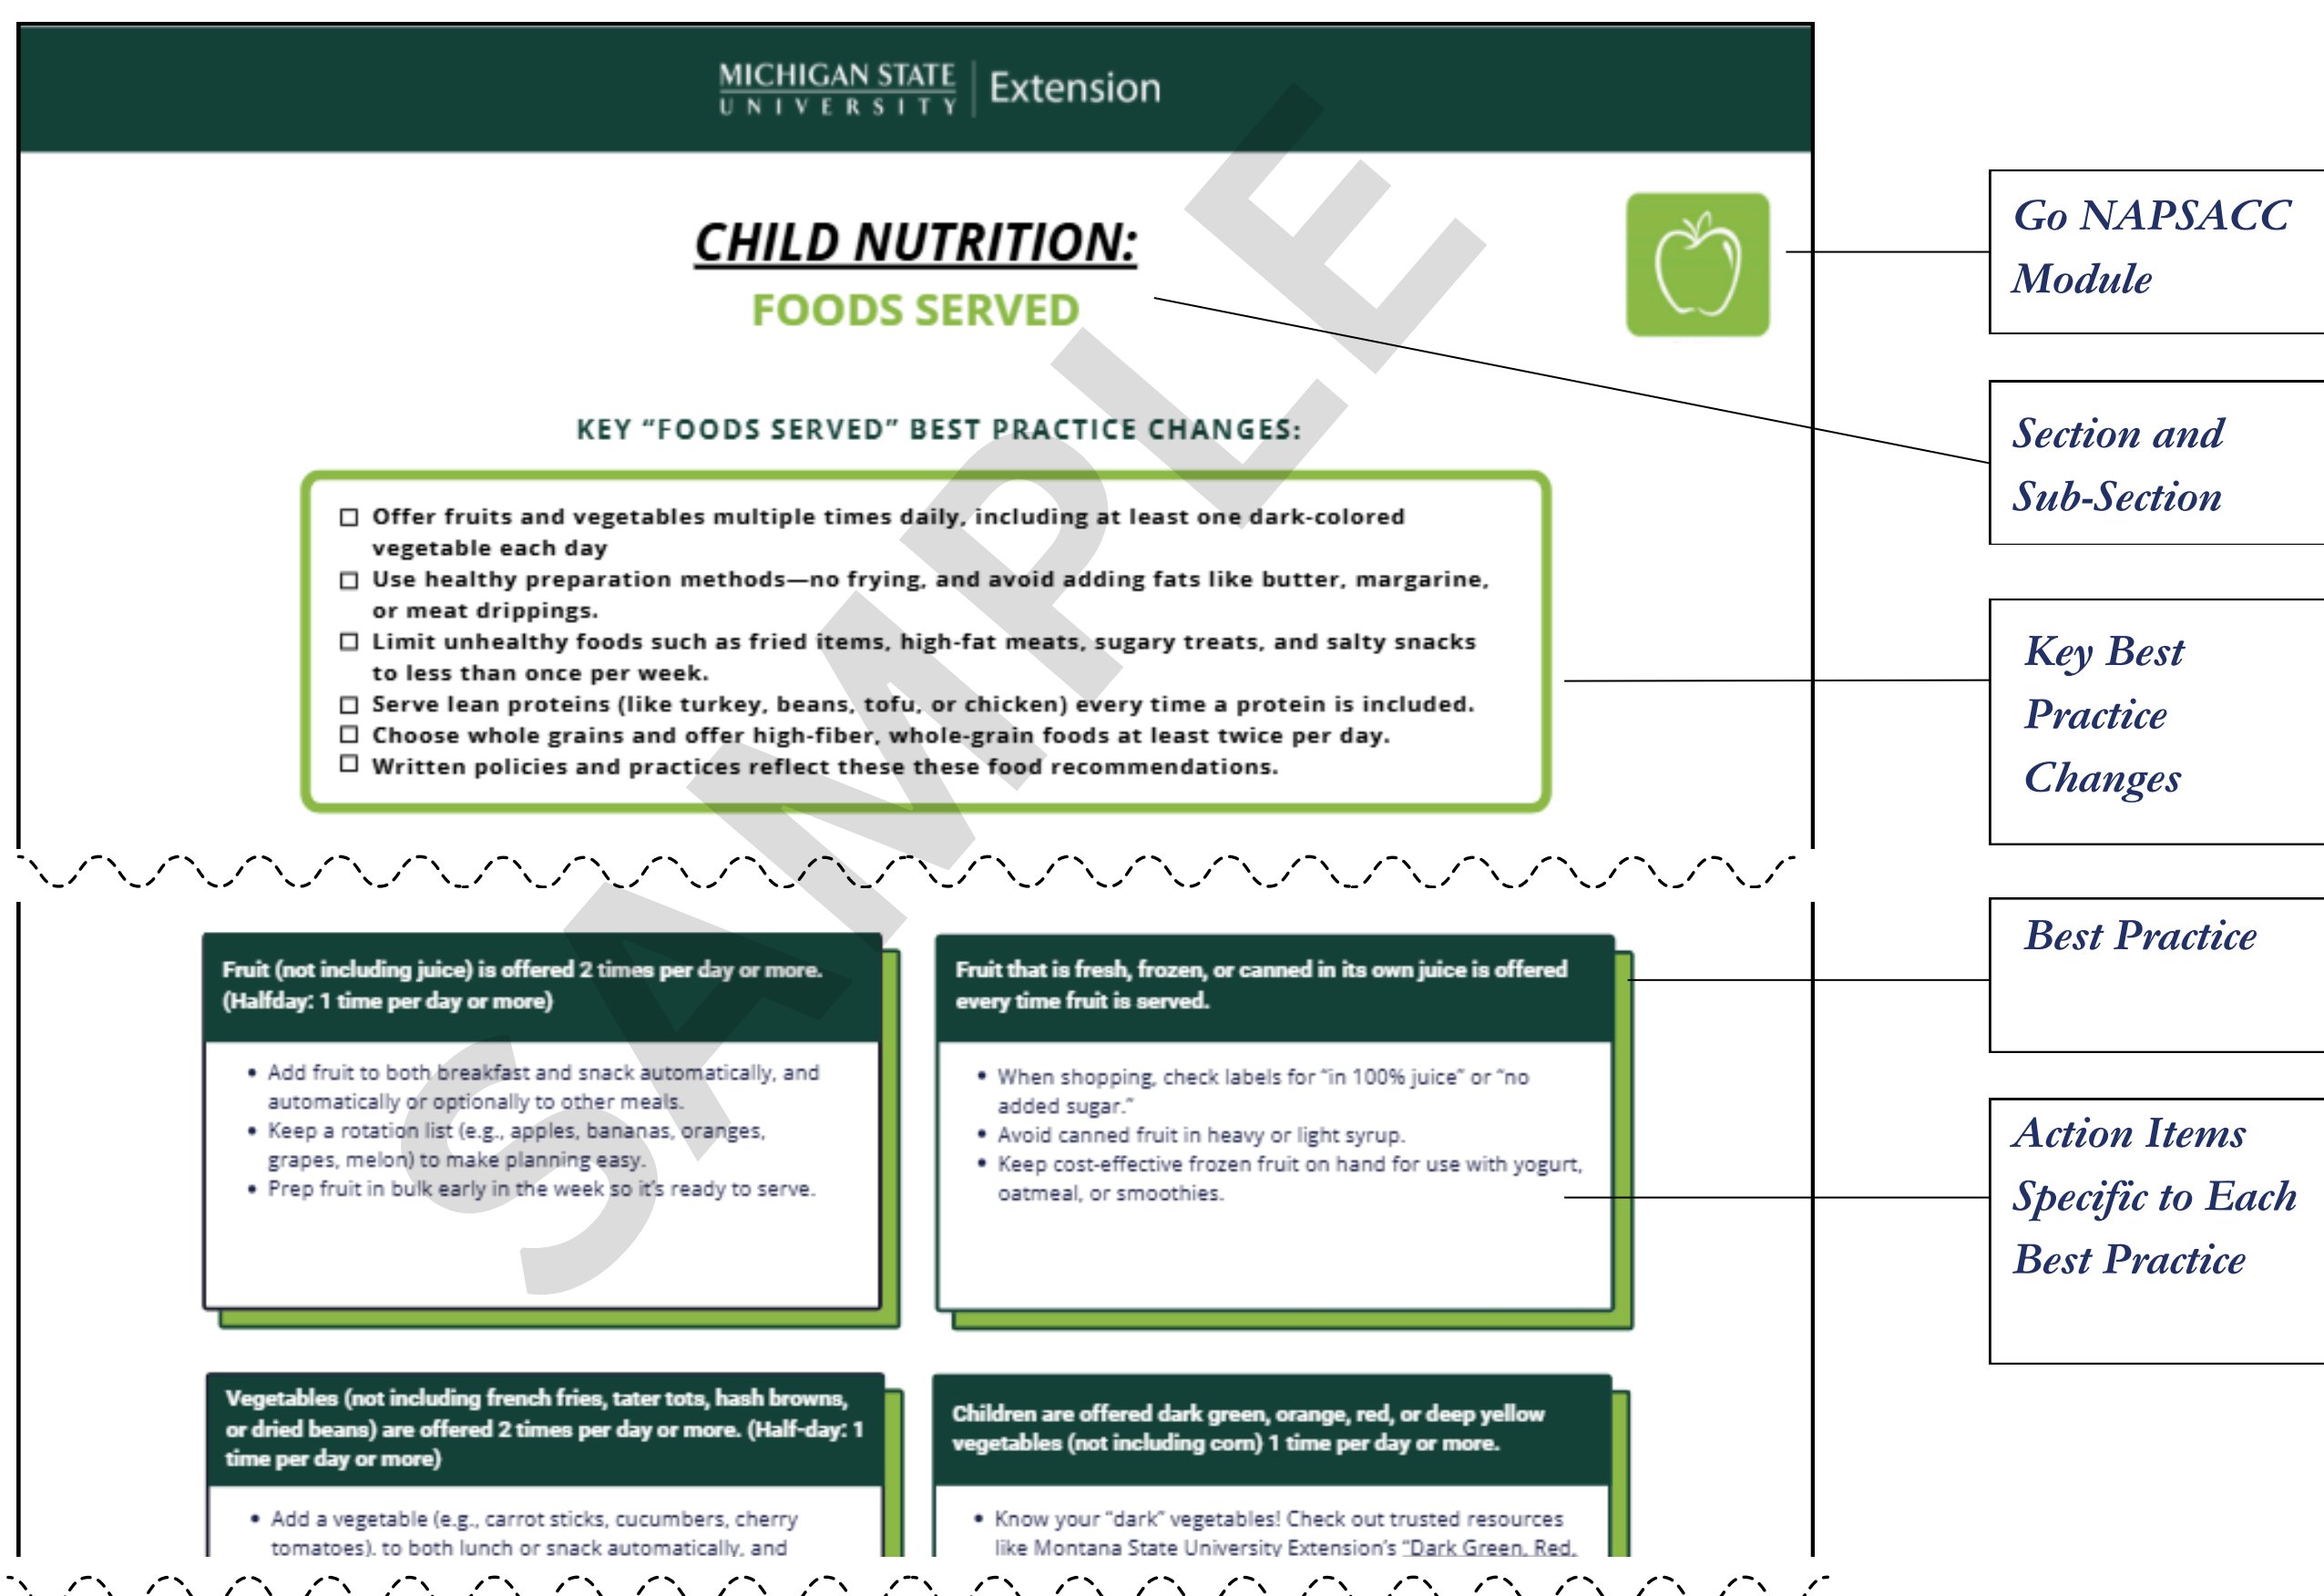 MICHIGAN STATE
UNIVERSITY
Extension
CHILD NUTRITION:
FOODS SERVED
KEY “FOODS SERVED” BEST PRACTICE CHANGES:
Offer fruits and vegetables multiple times daily, including at least one dark-colored
vegetable each day
Use healthy preparation methods—no frying, and avoid adding fats like butter, margarine,
or meat drippings.
Limit unhealthy foods such as fried items, high-fat meats, sugary treats, and salty snacks
to less than once per week.
Serve lean proteins (like turkey, beans, tofu, or chicken) every time a protein is included.
Choose whole grains and offer high-fiber, whole-grain foods at least twice per day.
Written policies and practices reflect these these food recommendations.
Fruit (not including juice) is offered 2 times per day or more.
(Halfday: 1 time per day or more)
• Add fruit to both breakfast and snack automatically, and
automatically or optionally to other meals.
• Keep a rotation list (e.g., apples, bananas, oranges,
grapes, melon) to make planning easy.
• Prep fruit in bulk early in the week so it’s ready to serve.
Fruit that is fresh, frozen, or canned in its own juice is offered
every time fruit is served.
• When shopping, check labels for “in 100% juice” or “no
added sugar.”
• Avoid canned fruit in heavy or light syrup.
• Keep cost-effective frozen fruit on hand for use with yogurt,
oatmeal, or smoothies.
Vegetables (not including french fries, tater tots, hash browns,
or dried beans) are offered 2 times per day or more. (Half-day: 1
time per day or more)
• Add a vegetable (e.g., carrot sticks, cucumbers, cherry
tomatoes), to both lunch or snack automatically, and
Children are offered dark green, orange, red, or deep yellow
vegetables (not including corn) 1 time per day or more.
• Know your “dark” vegetables! Check out trusted resources
like Montana State University Extension’s “Dark Green, Red,
SAMPLE
Go NAPSACC
Module
Section and
Sub-Section
Key Best
Practice
Changes
Best Practice
Action Items
Specific to Each
Best Practice